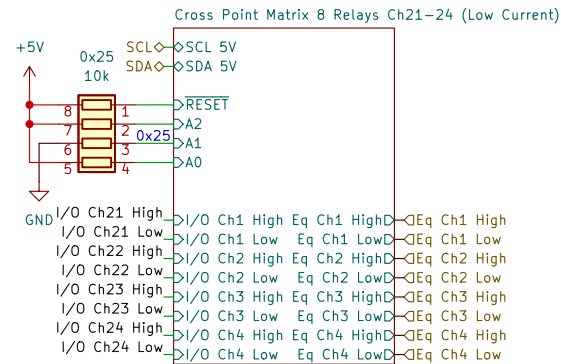 Cross Point Matrix 8 Relays Ch21-24 (Low Current)
+5V
SCL SCL 5V
SDA SDA 5V
0x25
10k
8 1 RESET
7 2 A2
0x25
6 3 A1
5 4 A0
GND
I/O Ch21 High I/O Ch1 High Eq Ch1 High Eq Ch1 High
I/O Ch21 Low I/O Ch1 Low Eq Ch1 Low Eq Ch1 Low
I/O Ch22 High I/O Ch2 High Eq Ch2 High Eq Ch2 High
I/O Ch22 Low I/O Ch2 Low Eq Ch2 Low Eq Ch2 Low
I/O Ch23 High I/O Ch3 High Eq Ch3 High Eq Ch3 High
I/O Ch23 Low I/O Ch3 Low Eq Ch3 Low Eq Ch3 Low
I/O Ch24 High I/O Ch4 High Eq Ch4 High Eq Ch4 High
I/O Ch24 Low I/O Ch4 Low Eq Ch4 Low Eq Ch4 Low